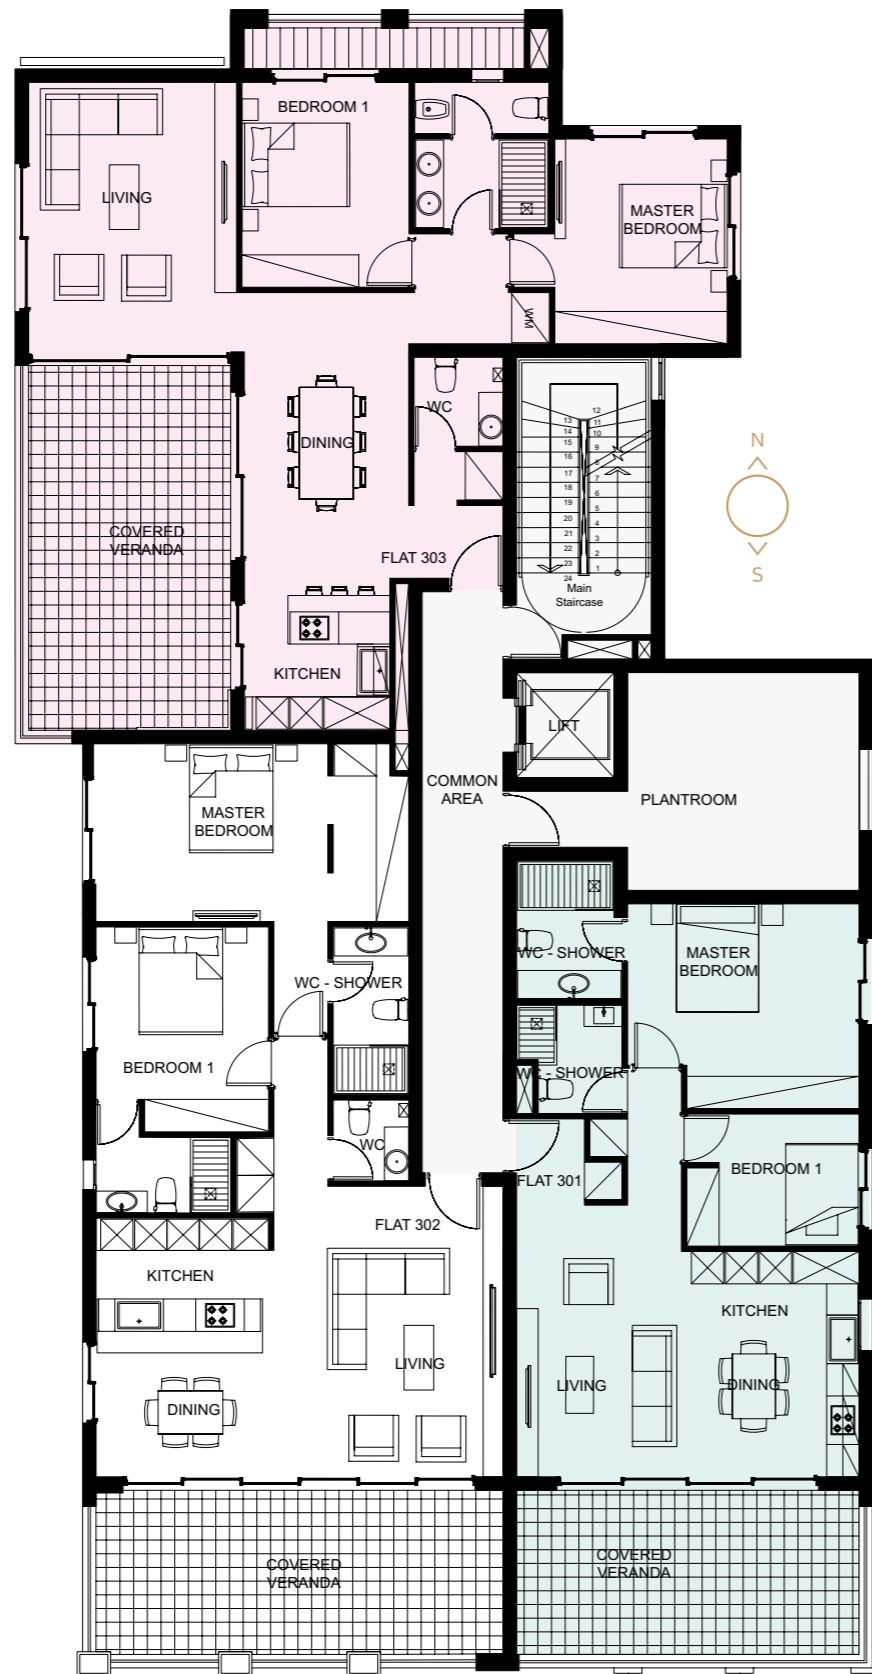 BEDROOM 1
LIVING
MASTER
BEDROOM
WM
WC
DINING
12
13
11
14
10
15
9
16
8
17
7
18
6
19
5
20
4
21
3
22
2
23
1
24
Main
Staircase
N
S
COVERED
VERANDA
FLAT 303
KITCHEN
LIFT
COMMON
AREA
PLANTROOM
MASTER
BEDROOM
WC - SHOWER
MASTER
BEDROOM
WC - SHOWER
BEDROOM 1
WC - SHOWER
WC
BEDROOM 1
FLAT 301
FLAT 302
KITCHEN
KITCHEN
LIVING
LIVING
DINING
DINING
COVERED
VERANDA
COVERED
VERANDA